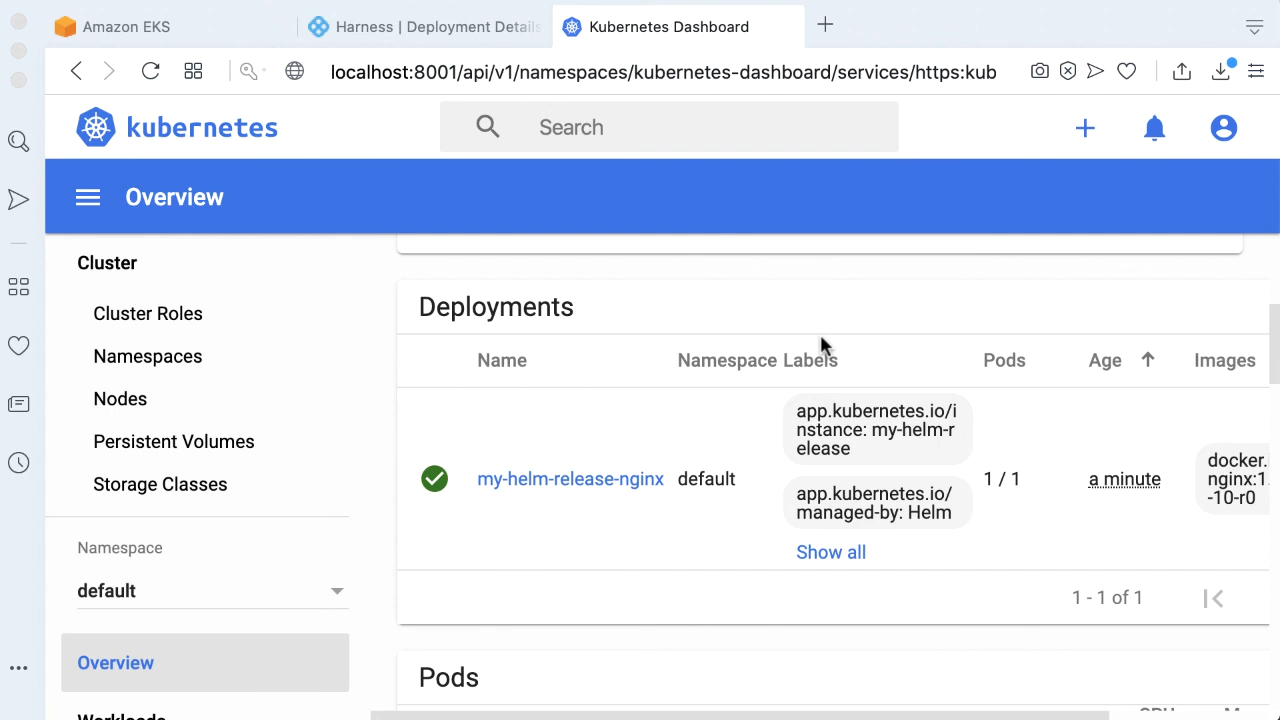 Amazon EKS
Harness | Deployment Details
Kubernetes Dashboard
localhost:8001/api/v1/namespaces/kubernetes-dashboard/services/https:kub
kubernetes
Search
Overview
Cluster
Cluster Roles
Namespaces
Nodes
Persistent Volumes
Storage Classes
Namespace
default
Overview
Workloads
Deployments
Name Namespace Labels Pods Age Images
app.kubernetes.io/i
nstance: my-helm-r
elease
my-helm-release-nginx default 1 / 1 a minute
app.kubernetes.io/
managed-by: Helm
Show all
docker.
nginx:1.
-10-r0
1 - 1 of 1
Pods